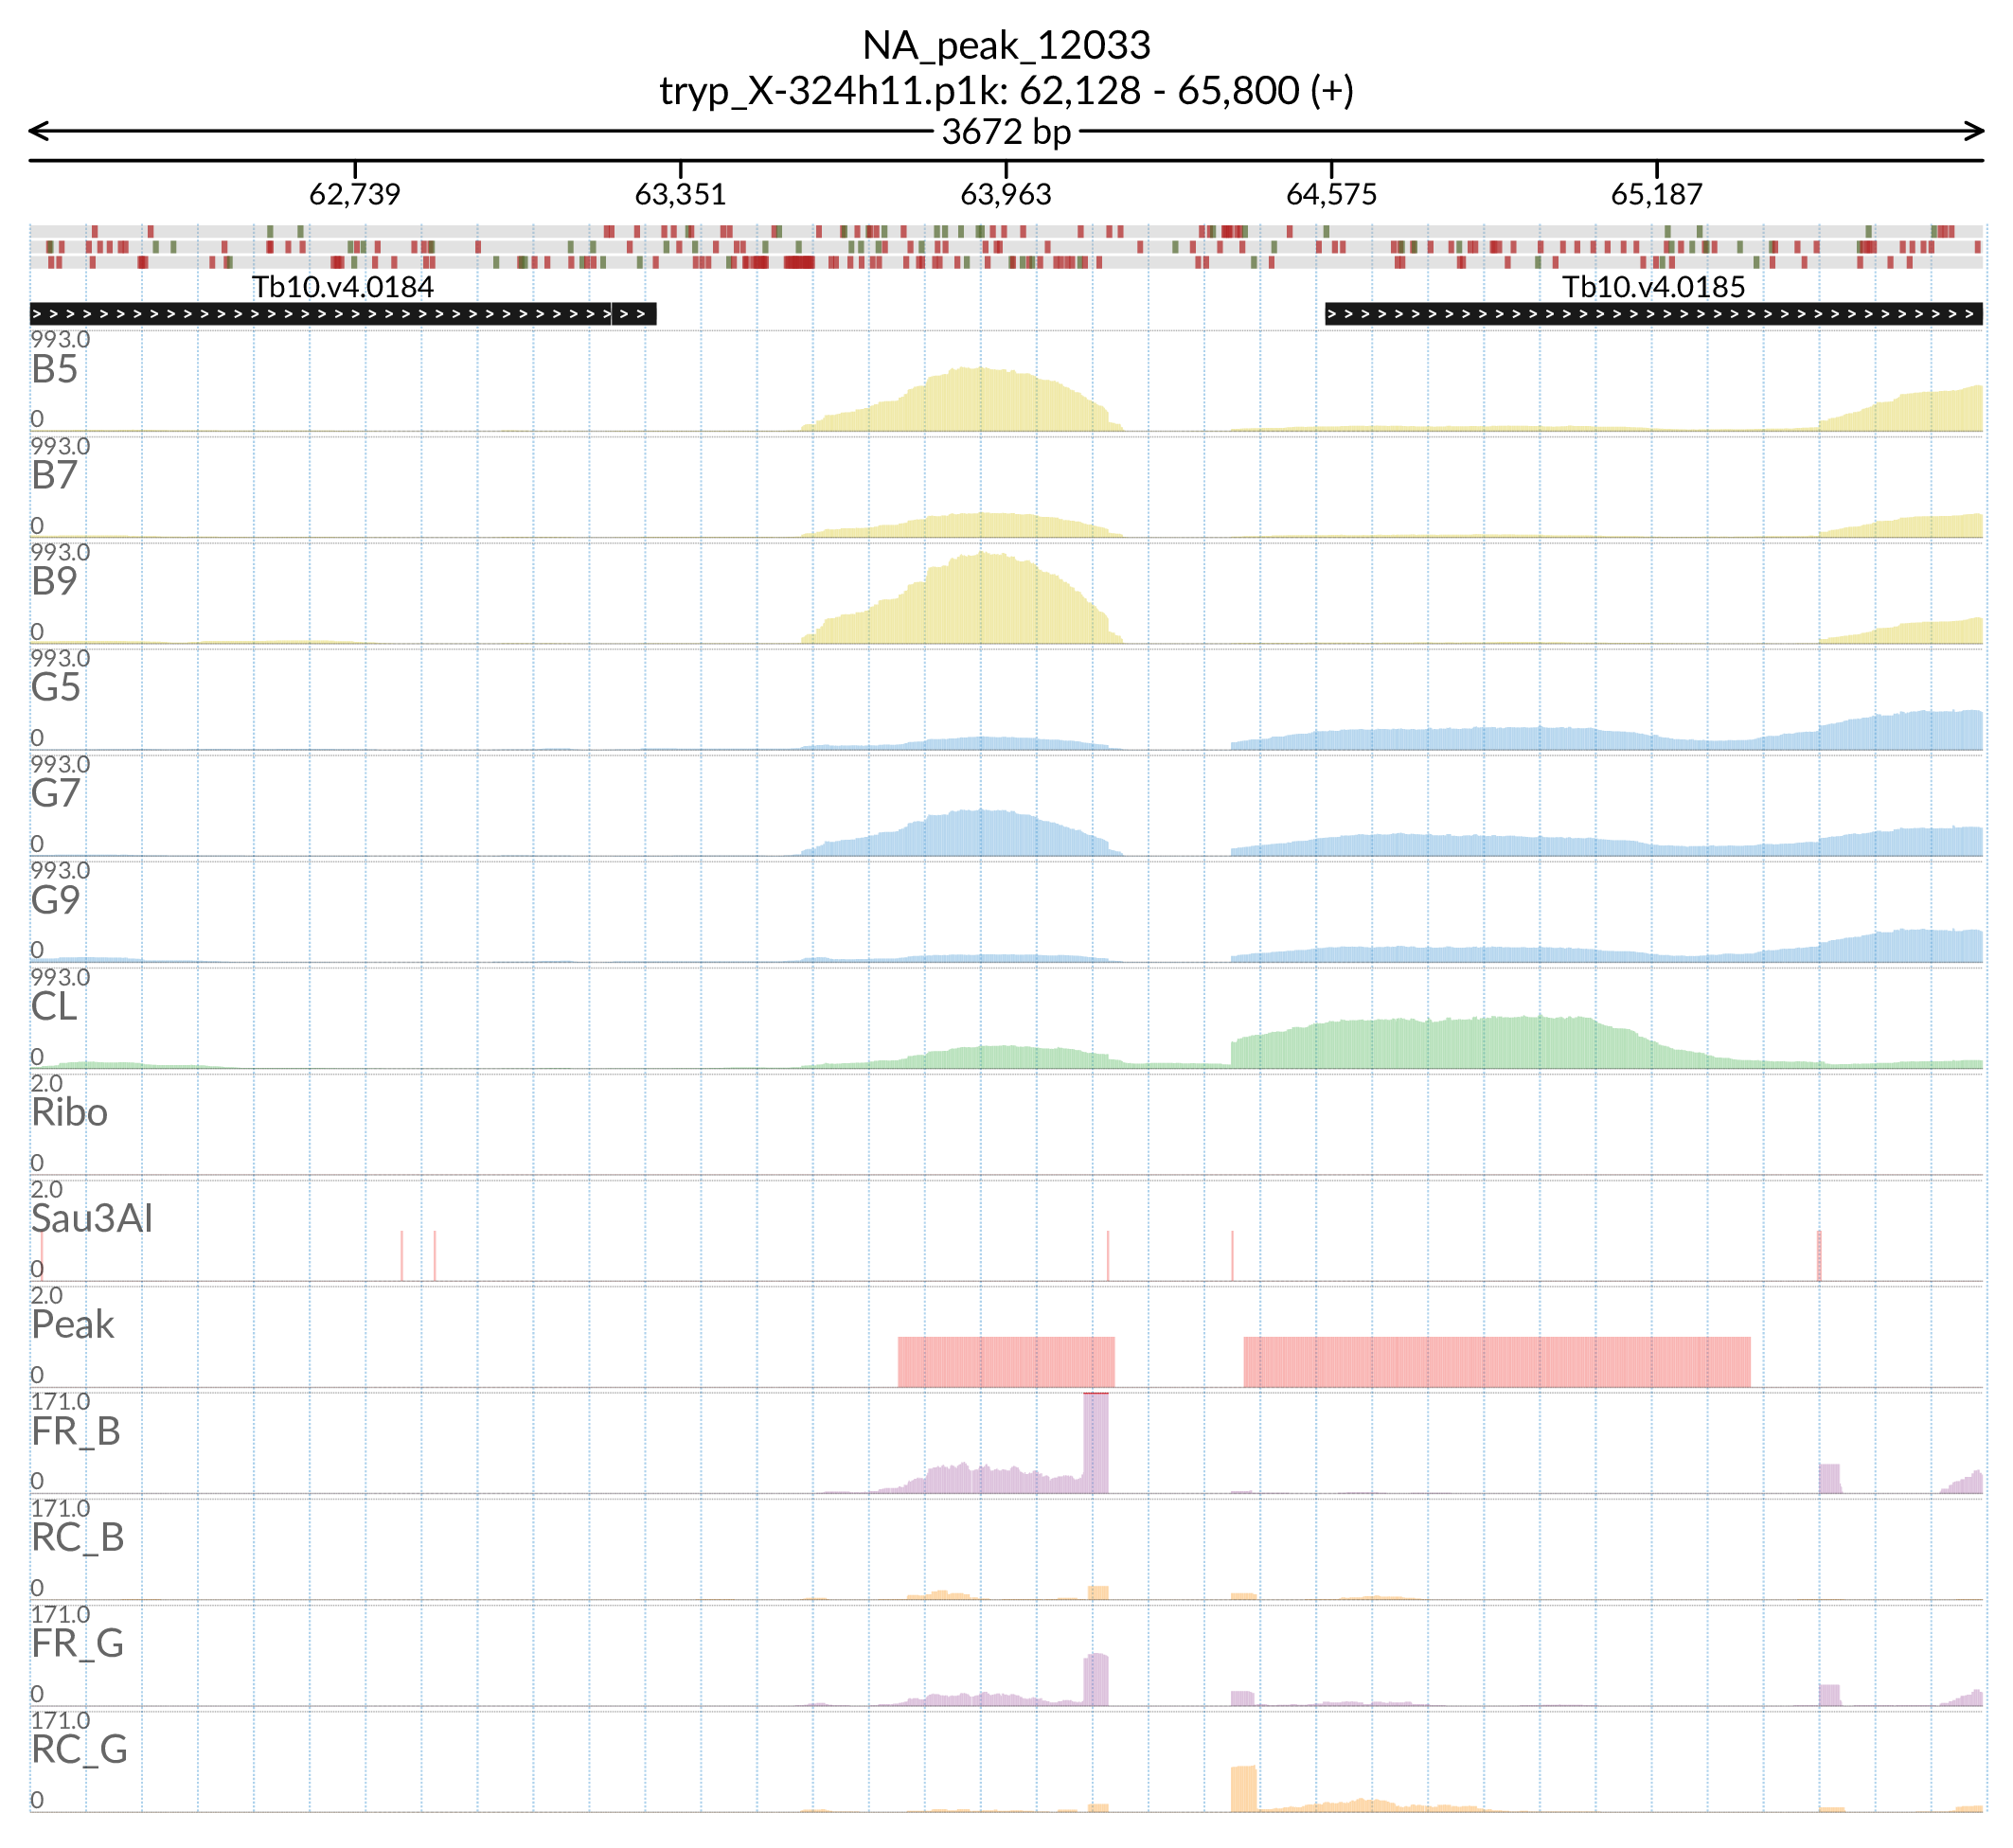 NA_peak_12033
tryp_X-324h11.p1k: 62,128 - 65,800 (+)
3672 bp
62,739 63,351 63,963 64,575 65,187
Tb10.v4.0184 Tb10.v4.0185
993.0
B5
0
993.0
B7
0
993.0
B9
0
993.0
G5
0
993.0
G7
0
993.0
G9
0
993.0
CL
0
2.0
Ribo
0
2.0
Sau3AI
0
2.0
Peak
0
171.0
FR_B
0
171.0
RC_B
0
171.0
FR_G
0
171.0
RC_G
0